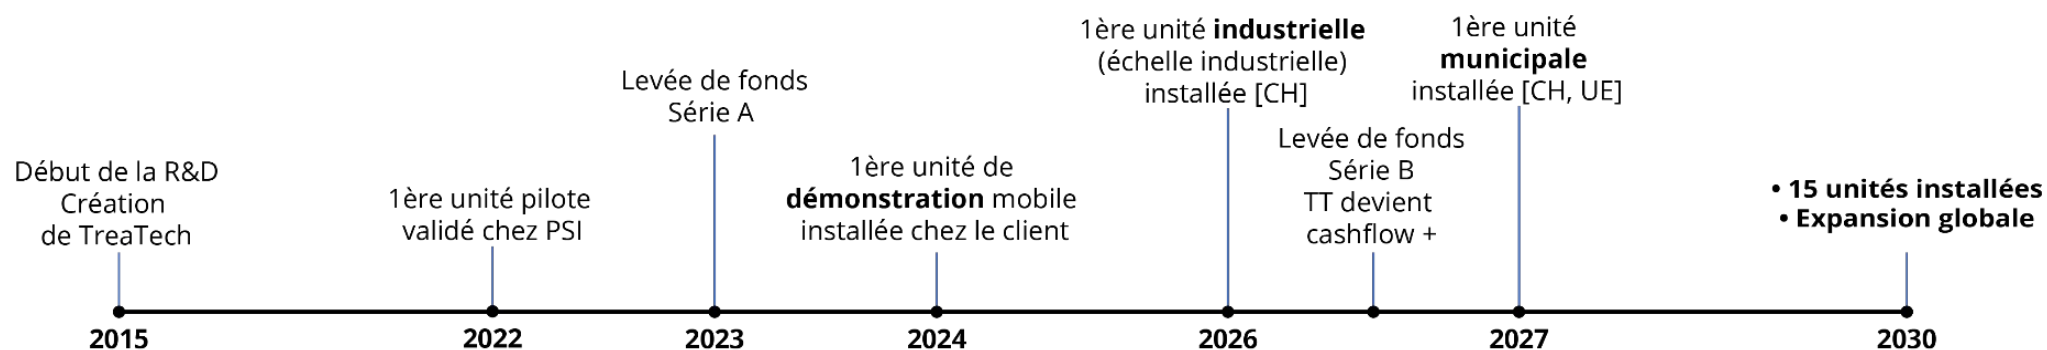 Début de la R&D
Création
de TreaTech
2015
1ère unité pilote
validé chez PSI
2022
Levée de fonds
Série A
2023
1ère unité de
démonstration mobile
installée chez le client
2024
1ère unité industrielle
(échelle industrielle)
installée [CH]
2026
Levée de fonds
Série B
TT devient
cashflow +
1ère unité
municipale
installée [CH, UE]
2027
• 15 unités installées
• Expansion globale
2030